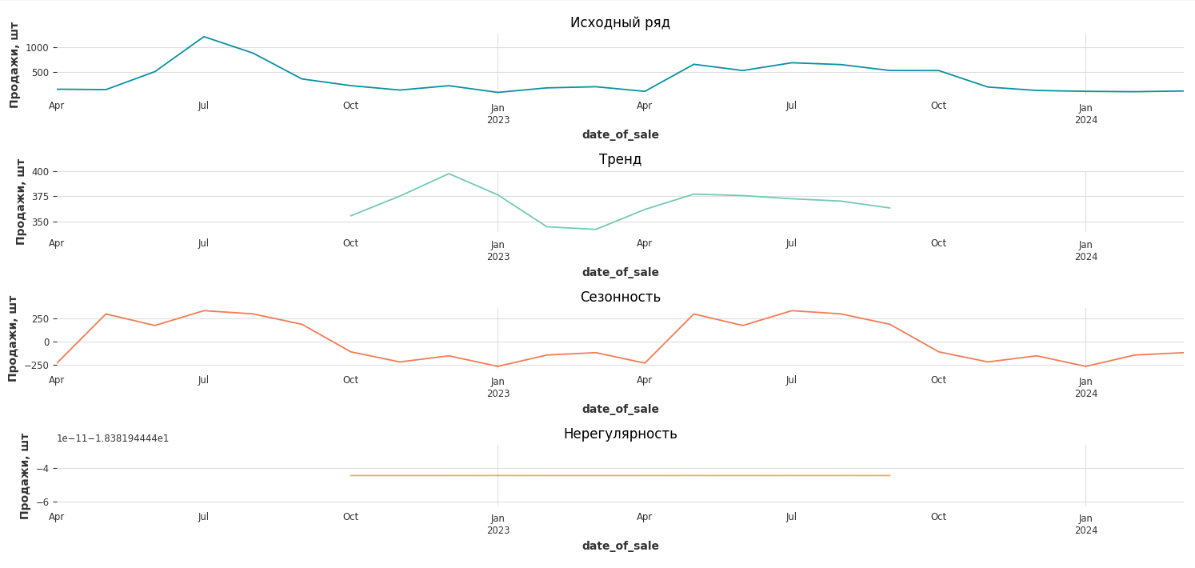 Исходный ряд
Продажи, шт
1000
500
Apr Jul Oct Jan Apr Jul Oct Jan
2023 2024
date_of_sale
Тренд
Продажи, шт
400
375
350
Apr Jul Oct Jan Apr Jul Oct Jan
2023 2024
date_of_sale
Сезонность
Продажи, шт
250
0
−250
Apr Jul Oct Jan Apr Jul Oct Jan
2023 2024
date_of_sale
Нерегулярность
1e−11−1.838194444e1
Продажи, шт
−4
−6
Apr Jul Oct Jan Apr Jul Oct Jan
2023 2024
date_of_sale